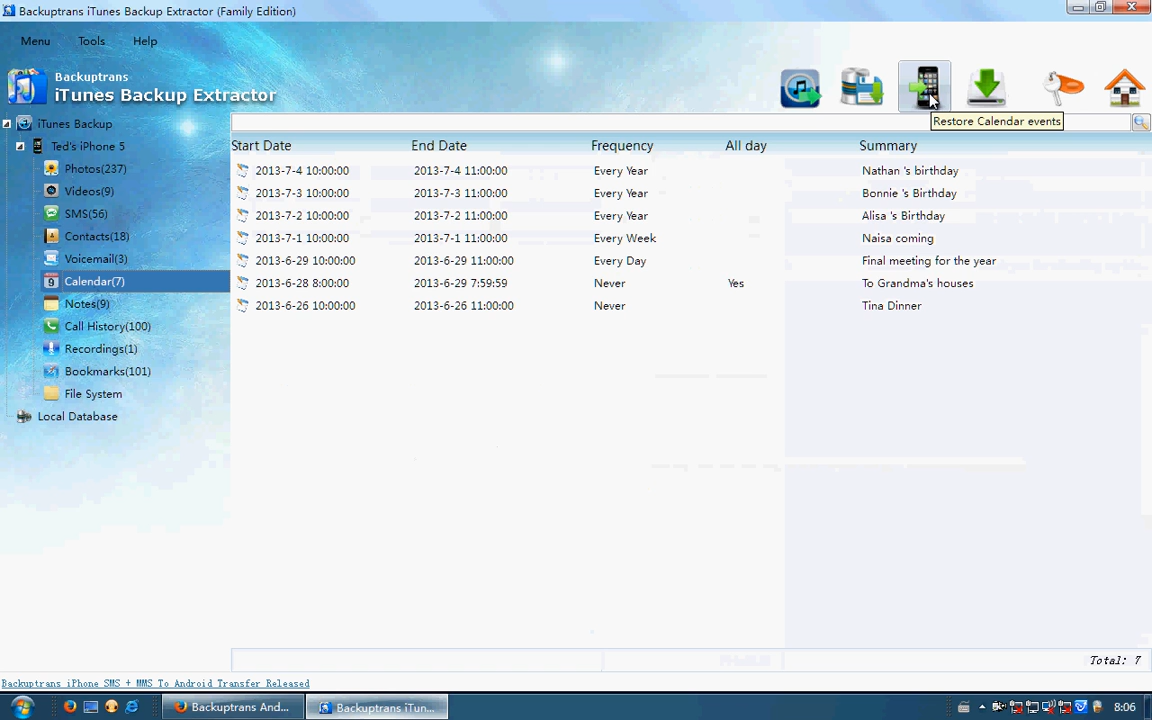 Backuptrans iTunes Backup Extractor (Family Edition)
Menu Tools Help
Backuptrans
iTunes Backup Extractor
Restore Calendar events
iTunes Backup
Ted's iPhone 5
Photos(237)
Videos(9)
SMS(56)
Contacts(18)
Voicemail(3)
9 Calendar(7)
Notes(9)
Call History(100)
Recordings(1)
Bookmarks(101)
File System
Local Database
Start Date End Date Frequency All day Summary
2013-7-4 10:00:00 2013-7-4 11:00:00 Every Year Nathan 's birthday
2013-7-3 10:00:00 2013-7-3 11:00:00 Every Year Bonnie 's Birthday
2013-7-2 10:00:00 2013-7-2 11:00:00 Every Year Alisa 's Birthday
2013-7-1 10:00:00 2013-7-1 11:00:00 Every Week Naisa coming
2013-6-29 10:00:00 2013-6-29 11:00:00 Every Day Final meeting for the year
2013-6-28 8:00:00 2013-6-29 7:59:59 Never Yes To Grandma's houses
2013-6-26 10:00:00 2013-6-26 11:00:00 Never Tina Dinner
Total: 7
Backuptrans iPhone SMS + MMS To Android Transfer Released
Backuptrans And... Backuptrans iTun... 8:06